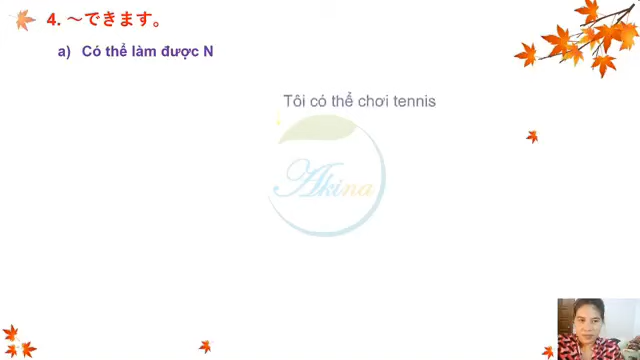 4. ～できます。
a) Có thể làm được N
Tôi có thể chơi tennis
Akina